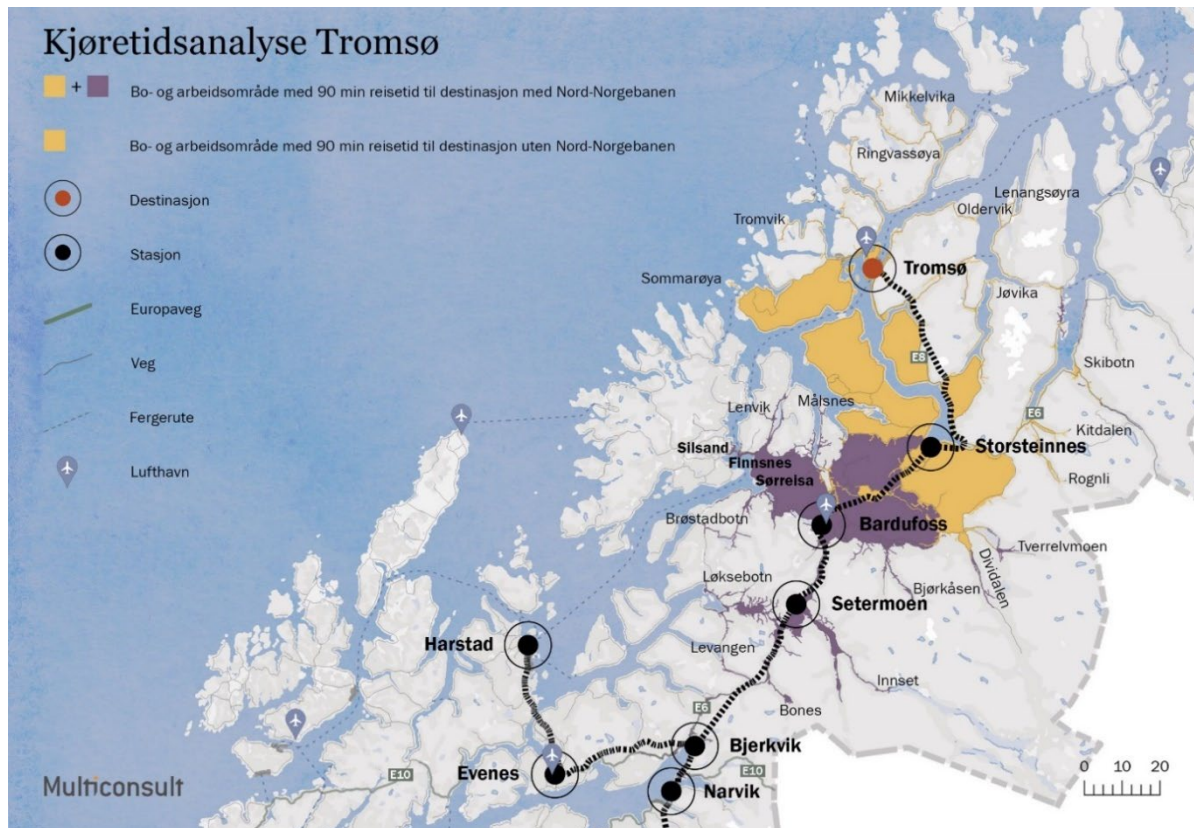 Kjøretidsanalyse Tromsø
+
Bo- og arbeidsområde med 90 min reisetid til destinasjon med Nord-Norgebanen
Bo- og arbeidsområde med 90 min reisetid til destinasjon uten Nord-Norgebanen
Destinasjon
Stasjon
Europaveg
Veg
Fergerute
Lufthavn
Mikkelvika
Ringvassøya
Lenangsøyra
Oldervik
Tromvik
Tromsø
Sommarøya
Jøvika
E8
Skibotn
Lenvik
Målsnes
E6
Kitdalen
Silsand
Storsteinnes
Finnsnes
Sørreisa
Rognli
Brøstadbotn
Bardufoss
Tverrelvmoen
Dividalen
Løksebotn
Bjørkåsen
Setermoen
Harstad
Levangen
Innset
E6
Bones
Bjerkvik
Evenes
E10
E10
Narvik
0 10 20
Multiconsult